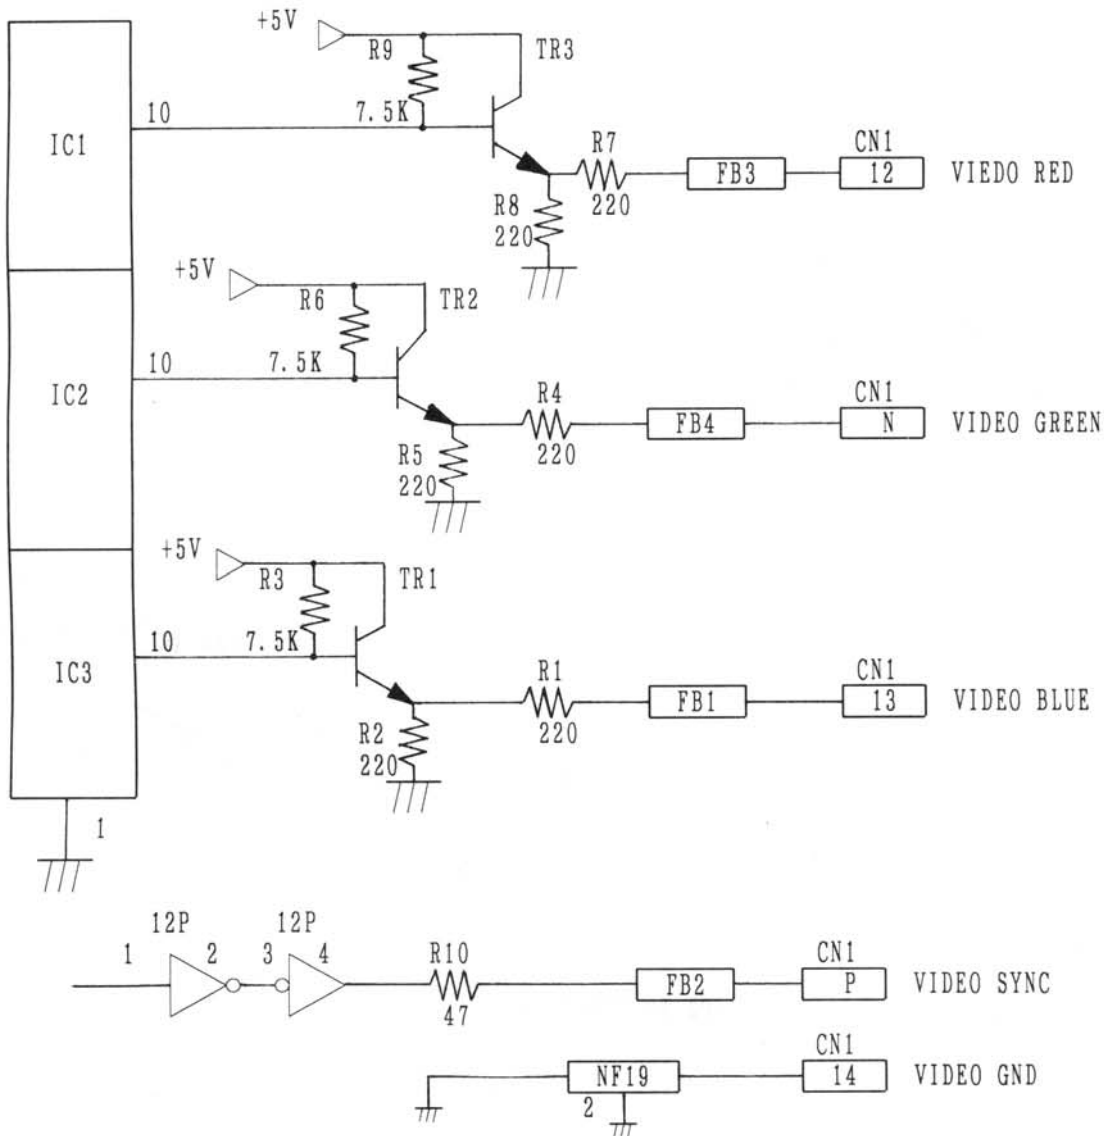 +5V
R9
TR3
10
7.5K
IC1
R7
CN1
FB3
12
VIEDO RED
R8
220
220
+5V
R6
TR2
10
7.5K
IC2
R4
CN1
FB4
N
VIDEO GREEN
R5
220
220
+5V
R3
TR1
10
7.5K
IC3
R1
CN1
FB1
13
VIDEO BLUE
R2
220
220
1
12P
12P
1
2
3
4
R10
CN1
FB2
P
VIDEO SYNC
47
CN1
NF19
14
VIDEO GND
2